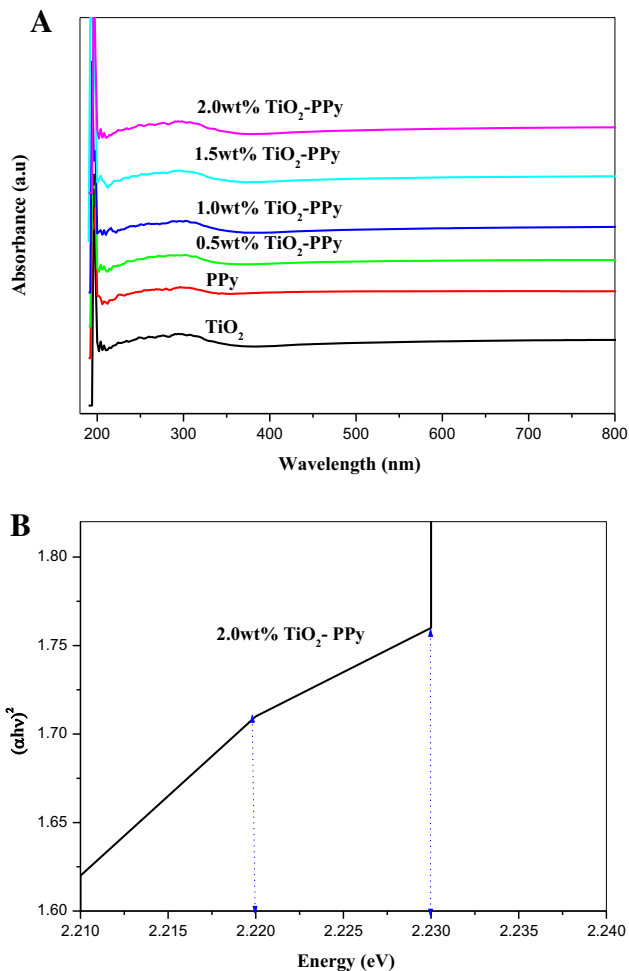 A
Absorbance (a.u)
2.0wt% TiO₂-PPy
1.5wt% TiO₂-PPy
1.0wt% TiO₂-PPy
0.5wt% TiO₂-PPy
PPy
TiO₂
200 300 400 500 600 700 800
Wavelength (nm)
B
(αhν)²
1.80
1.75
1.70
1.65
1.60
2.0wt% TiO₂- PPy
2.210 2.215 2.220 2.225 2.230 2.235 2.240
Energy (eV)